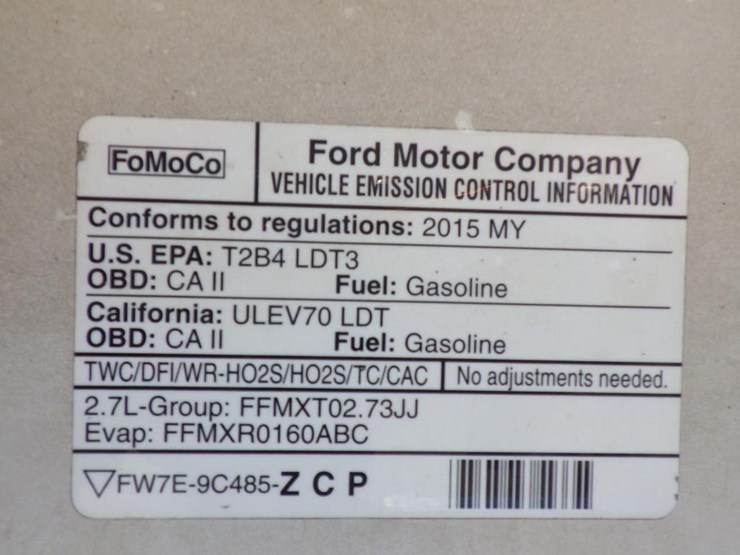 FoMoCo
Ford Motor Company
VEHICLE EMISSION CONTROL INFORMATION
Conforms to regulations: 2015 MY
U.S. EPA: T2B4 LDT3
OBD: CA II Fuel: Gasoline
California: ULEV70 LDT
OBD: CA II Fuel: Gasoline
TWC/DFI/WR-HO2S/HO2S/TC/CAC No adjustments needed.
2.7L-Group: FFMXT02.73JJ
Evap: FFMXR0160ABC
▽FW7E-9C485-Z C P